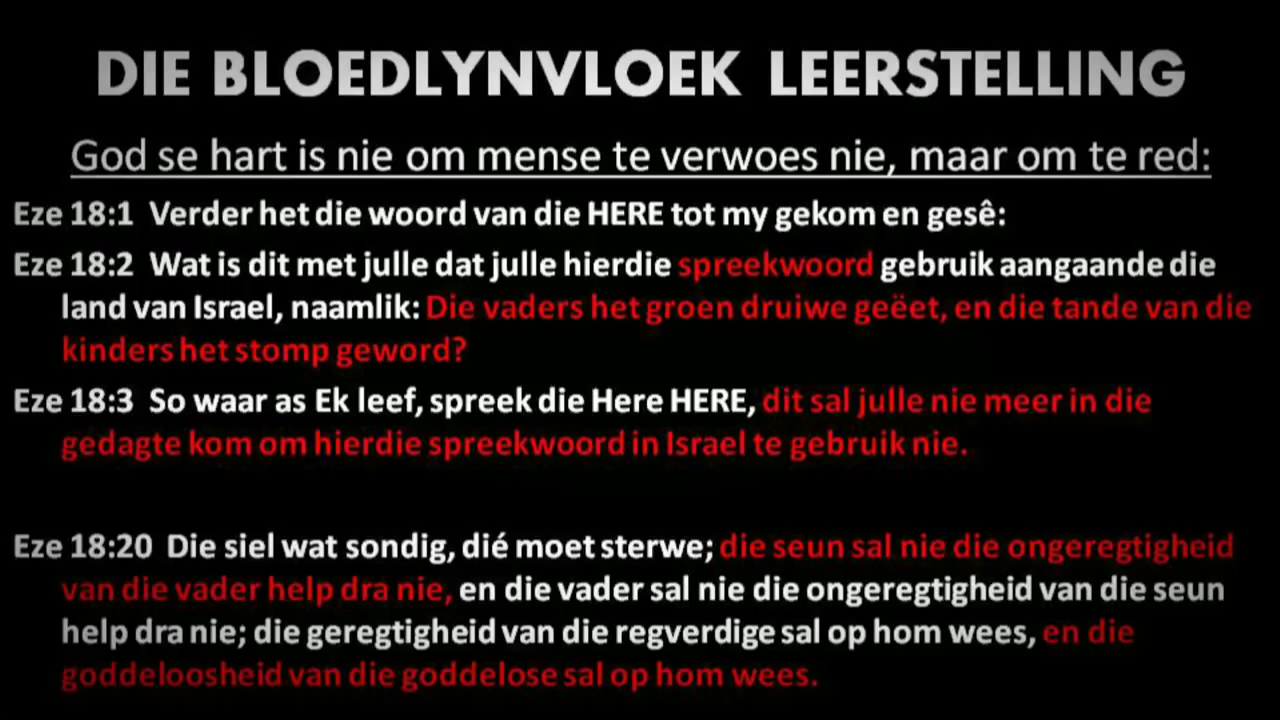 DIE BLOEDLYNVLOEK LEERSTELLING
God se hart is nie om mense te verwoes nie, maar om te red:
Eze 18:1 Verder het die woord van die HERE tot my gekom en gesê:
Eze 18:2 Wat is dit met julle dat julle hierdie spreekwoord gebruik aangaande die
land van Israel, naamlik: Die vaders het groen druiwe geëet, en die tande van die
kinders het stomp geword?
Eze 18:3 So waar as Ek leef, spreek die Here HERE, dit sal julle nie meer in die
gedagte kom om hierdie spreekwoord in Israel te gebruik nie.
Eze 18:20 Die siel wat sondig, dié moet sterwe; die seun sal nie die ongeregtigheid
van die vader help dra nie, en die vader sal nie die ongeregtigheid van die seun
help dra nie; die geregtigheid van die regverdige sal op hom wees, en die
goddeloosheid van die goddelose sal op hom wees.